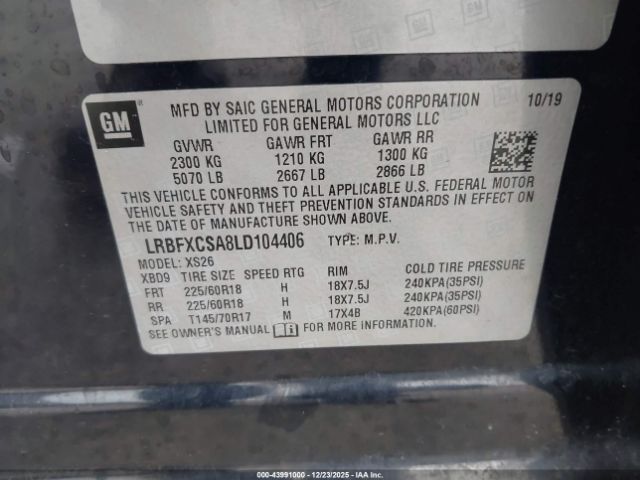 GM
MFD BY SAIC GENERAL MOTORS CORPORATION 10/19
LIMITED FOR GENERAL MOTORS LLC
GVWR GAWR FRT GAWR RR
2300 KG 1210 KG 1300 KG
5070 LB 2667 LB 2866 LB
THIS VEHICLE CONFORMS TO ALL APPLICABLE U.S. FEDERAL MOTOR
VEHICLE SAFETY AND THEFT PREVENTION STANDARDS IN EFFECT ON
THE DATE OF MANUFACTURE SHOWN ABOVE.
LRBFXCSA8LD104406 TYPE: M.P.V.
MODEL: XS26
XBD9 TIRE SIZE SPEED RTG RIM
FRT 225/60R18 H 18X7.5J 240KPA(35PSI)
RR 225/60R18 H 18X7.5J 240KPA(35PSI)
SPA T145/70R17 M 17X4B 420KPA(60PSI)
SEE OWNER'S MANUAL FOR MORE INFORMATION.
000-43991000 - 12/23/2025 - IAA Inc.